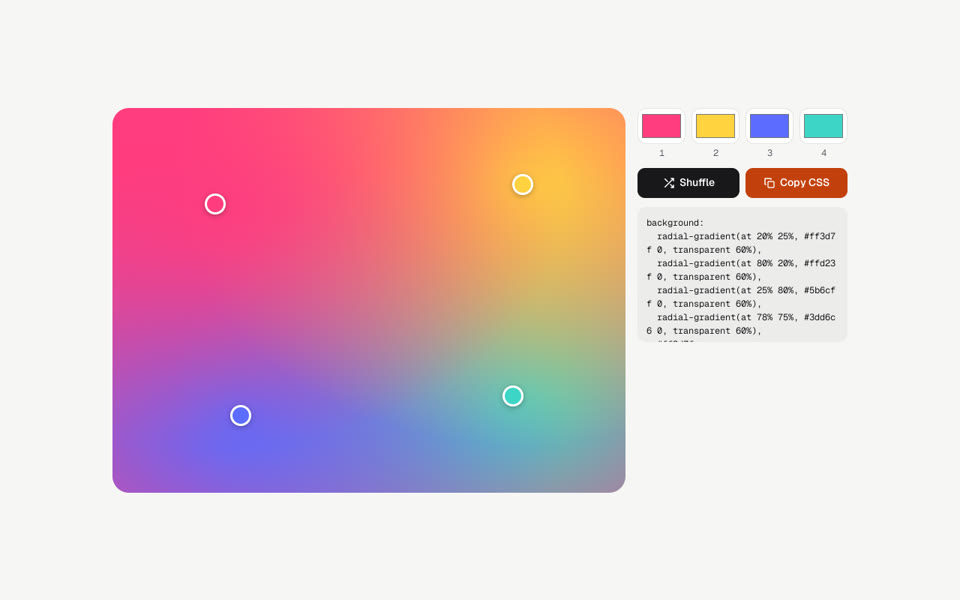 1 2 3 4
Shuffle Copy CSS
background:
  radial-gradient(at 20% 25%, #ff3d7
f 0, transparent 60%),
  radial-gradient(at 80% 20%, #ffd23
f 0, transparent 60%),
  radial-gradient(at 25% 80%, #5b6cf
f 0, transparent 60%),
  radial-gradient(at 78% 75%, #3dd6c
6 0, transparent 60%),